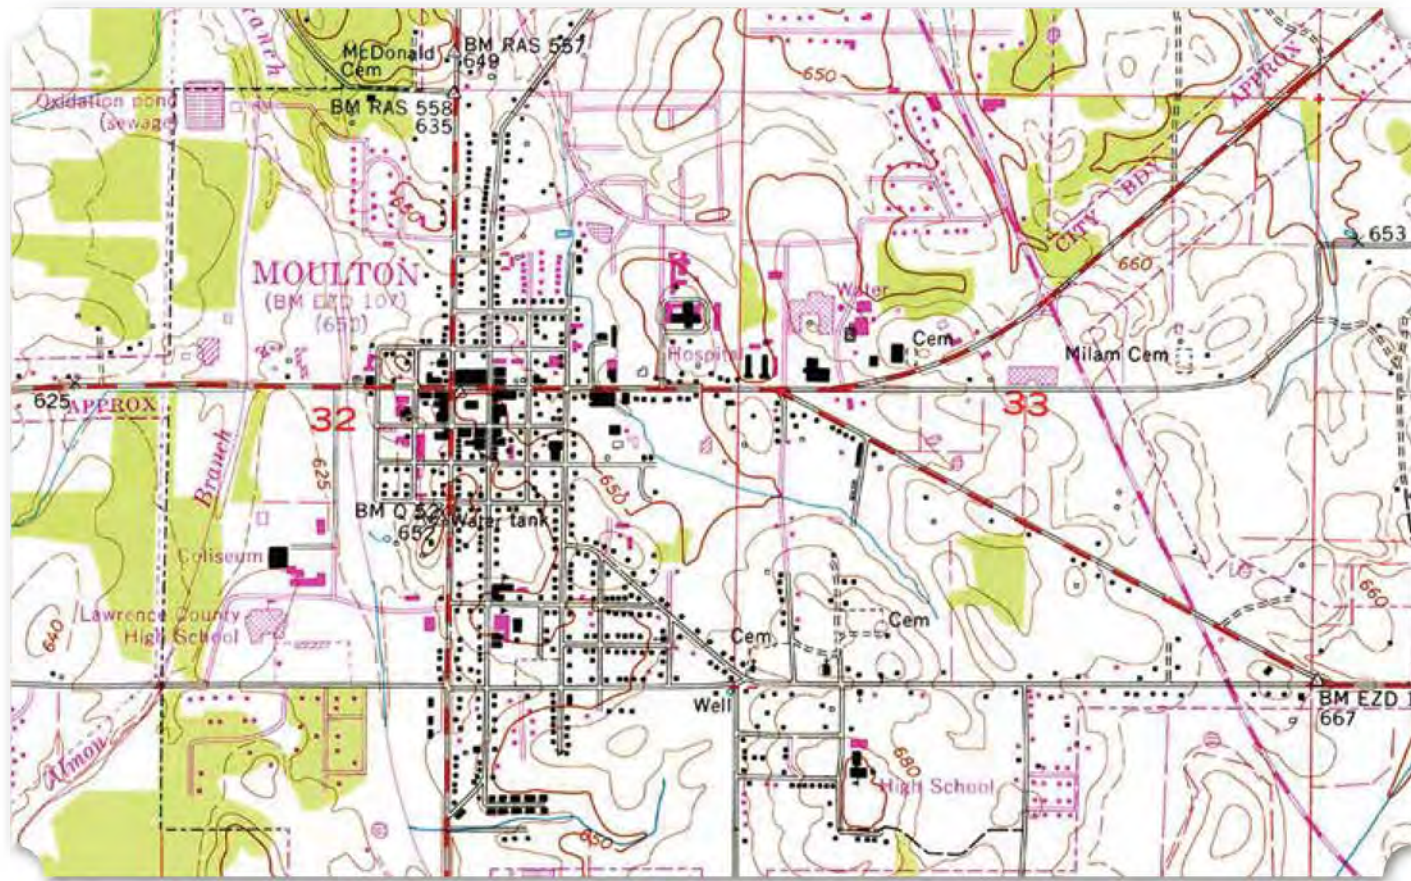 Branch
McDonald
Cem
BM RAS 557
649
650
APPROX
Oxidation pond
(sewage)
BM RAS 558
635
650
CITY BDY
653
660
MOULTON
(BM EZD 107)
(650)
Water
Hospital
Cem
Milam Cem
625
APPROX
32
33
Branch
625
650
BM Q
Water tank
Coliseum
Lawrence County
High School
640
Cem
Cem
660
Well
BM EZD 1
667
Almon
680
High School
650